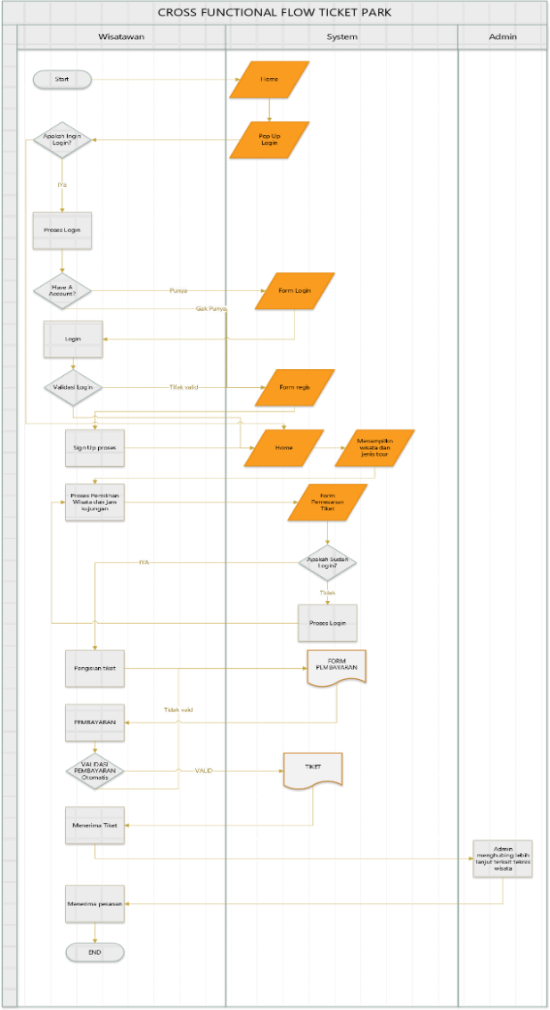 CROSS FUNCTIONAL FLOW TICKET PARK
Wisatawan
System
Admin
Start
Home
Apakah Ingin
Login?
Pop Up
Login
IYa
Proses Login
Have A
Account?
Punya
Form Login
Gak Punya
Login
Validasi Login
Tidak valid
Form regis
SignUp proses
Home
Menampilkn
wisata dan
jenis tour
Proses Pemilihan
Wisata dan jam
kujungan
Form
Pemesanan
Tiket
Apakah Sudah
Login?
IYA
Tidak
Proses Login
Pengisian tiket
FORM
PEMBAYARAN
Tidak valid
PEMBAYARAN
VALIDASI
PEMBAYARAN
Otomatis
VALID
TIKET
Menerima Tiket
Admin
menghubing lebih
lanjut terkait teknis
wisata
Menerima pesanan
END